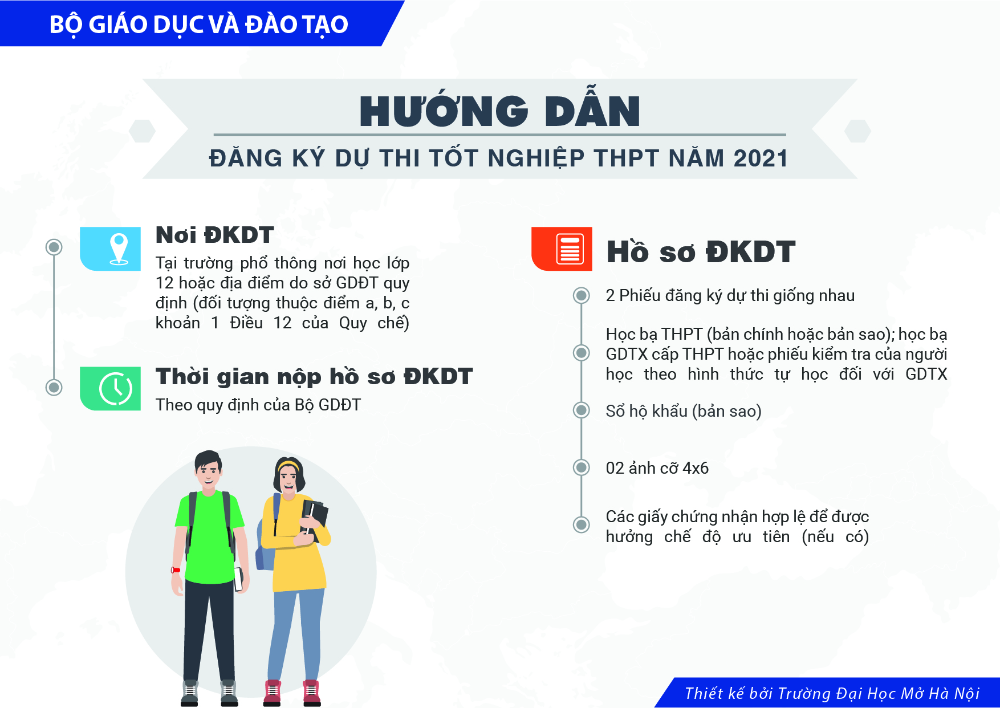 BỘ GIÁO DỤC VÀ ĐÀO TẠO
HƯỚNG DẪN
ĐĂNG KÝ DỰ THI TỐT NGHIỆP THPT NĂM 2021
Nơi ĐKDT
Tại trường phổ thông nơi học lớp
12 hoặc địa điểm do sở GDĐT quy
định (đối tượng thuộc điểm a, b, c
khoản 1 Điều 12 của Quy chế)
Thời gian nộp hồ sơ ĐKDT
Theo quy định của Bộ GDĐT
Hồ sơ ĐKDT
2 Phiếu đăng ký dự thi giống nhau
Học bạ THPT (bản chính hoặc bản sao); học bạ
GDTX cấp THPT hoặc phiếu kiểm tra của người
học theo hình thức tự học đối với GDTX
Sổ hộ khẩu (bản sao)
02 ảnh cỡ 4x6
Các giấy chứng nhận hợp lệ để được
hưởng chế độ ưu tiên (nếu có)
Thiết kế bởi Trường Đại Học Mở Hà Nội